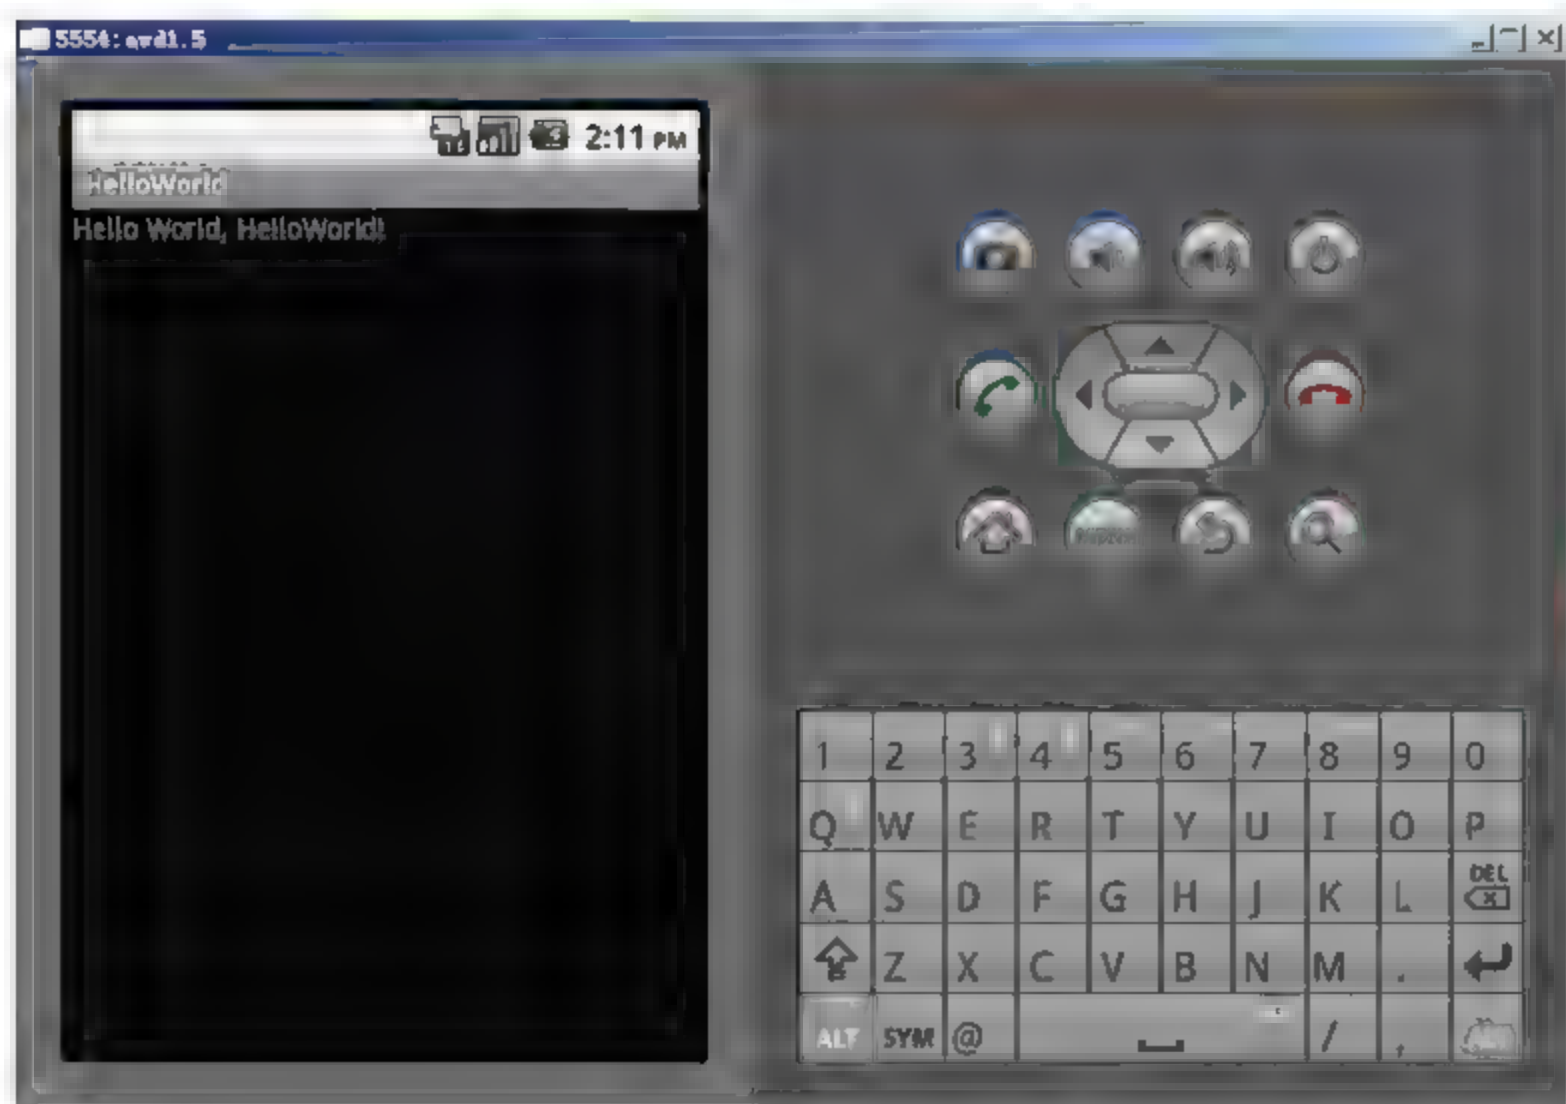 5554:avd1.5
2:11 PM
HelloWorld
Hello World, HelloWorld!
1 2 3 4 5 6 7 8 9 0
Q W E R T Y U I O P
A S D F G H J K L DEL
Z X C V B N M .
ALT SYM @ / , ALT